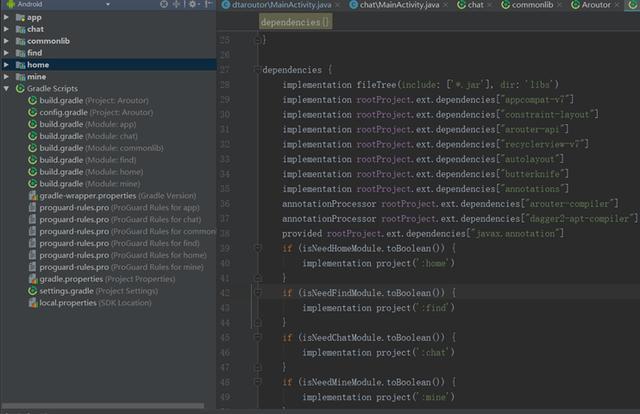 Android
app
chat
commonlib
find
home
mine
Gradle Scripts
build.gradle (Project: Aroutor)
config.gradle (Project: Aroutor)
build.gradle (Module: app)
build.gradle (Module: chat)
build.gradle (Module: commonlib)
build.gradle (Module: find)
build.gradle (Module: home)
build.gradle (Module: mine)
gradle-wrapper.properties (Gradle Version)
proguard-rules.pro (ProGuard Rules for app)
proguard-rules.pro (ProGuard Rules for chat)
proguard-rules.pro (ProGuard Rules for common
proguard-rules.pro (ProGuard Rules for find)
proguard-rules.pro (ProGuard Rules for home)
proguard-rules.pro (ProGuard Rules for mine)
gradle.properties (Project Properties)
settings.gradle (Project Settings)
local.properties (SDK Location)
dtaroutor\MainActivity.java
chat\MainActivity.java
chat
commonlib
Aroutor
dependencies{}
25 }
26
27 dependencies {
28 implementation fileTree(include: ['*.jar'], dir: 'libs')
29 implementation rootProject.ext.dependencies["appcompat-v7"]
30 implementation rootProject.ext.dependencies["constraint-layout"]
31 implementation rootProject.ext.dependencies["arouter-api"]
32 implementation rootProject.ext.dependencies["recyclerview-v7"]
33 implementation rootProject.ext.dependencies["autolayout"]
34 implementation rootProject.ext.dependencies["butterknife"]
35 implementation rootProject.ext.dependencies["annotations"]
36 annotationProcessor rootProject.ext.dependencies["arouter-compiler"]
37 annotationProcessor rootProject.ext.dependencies["dagger2-apt-compiler"]
38 provided rootProject.ext.dependencies["javax.annotation"]
39 if (isNeedHomeModule.toBoolean()) {
40 implementation project(':home')
41 }
42 if (isNeedFindModule.toBoolean()) {
43 implementation project(':find')
44 }
45 if (isNeedChatModule.toBoolean()) {
46 implementation project(':chat')
47 }
48 if (isNeedMineModule.toBoolean()) {
49 implementation project(':mine')